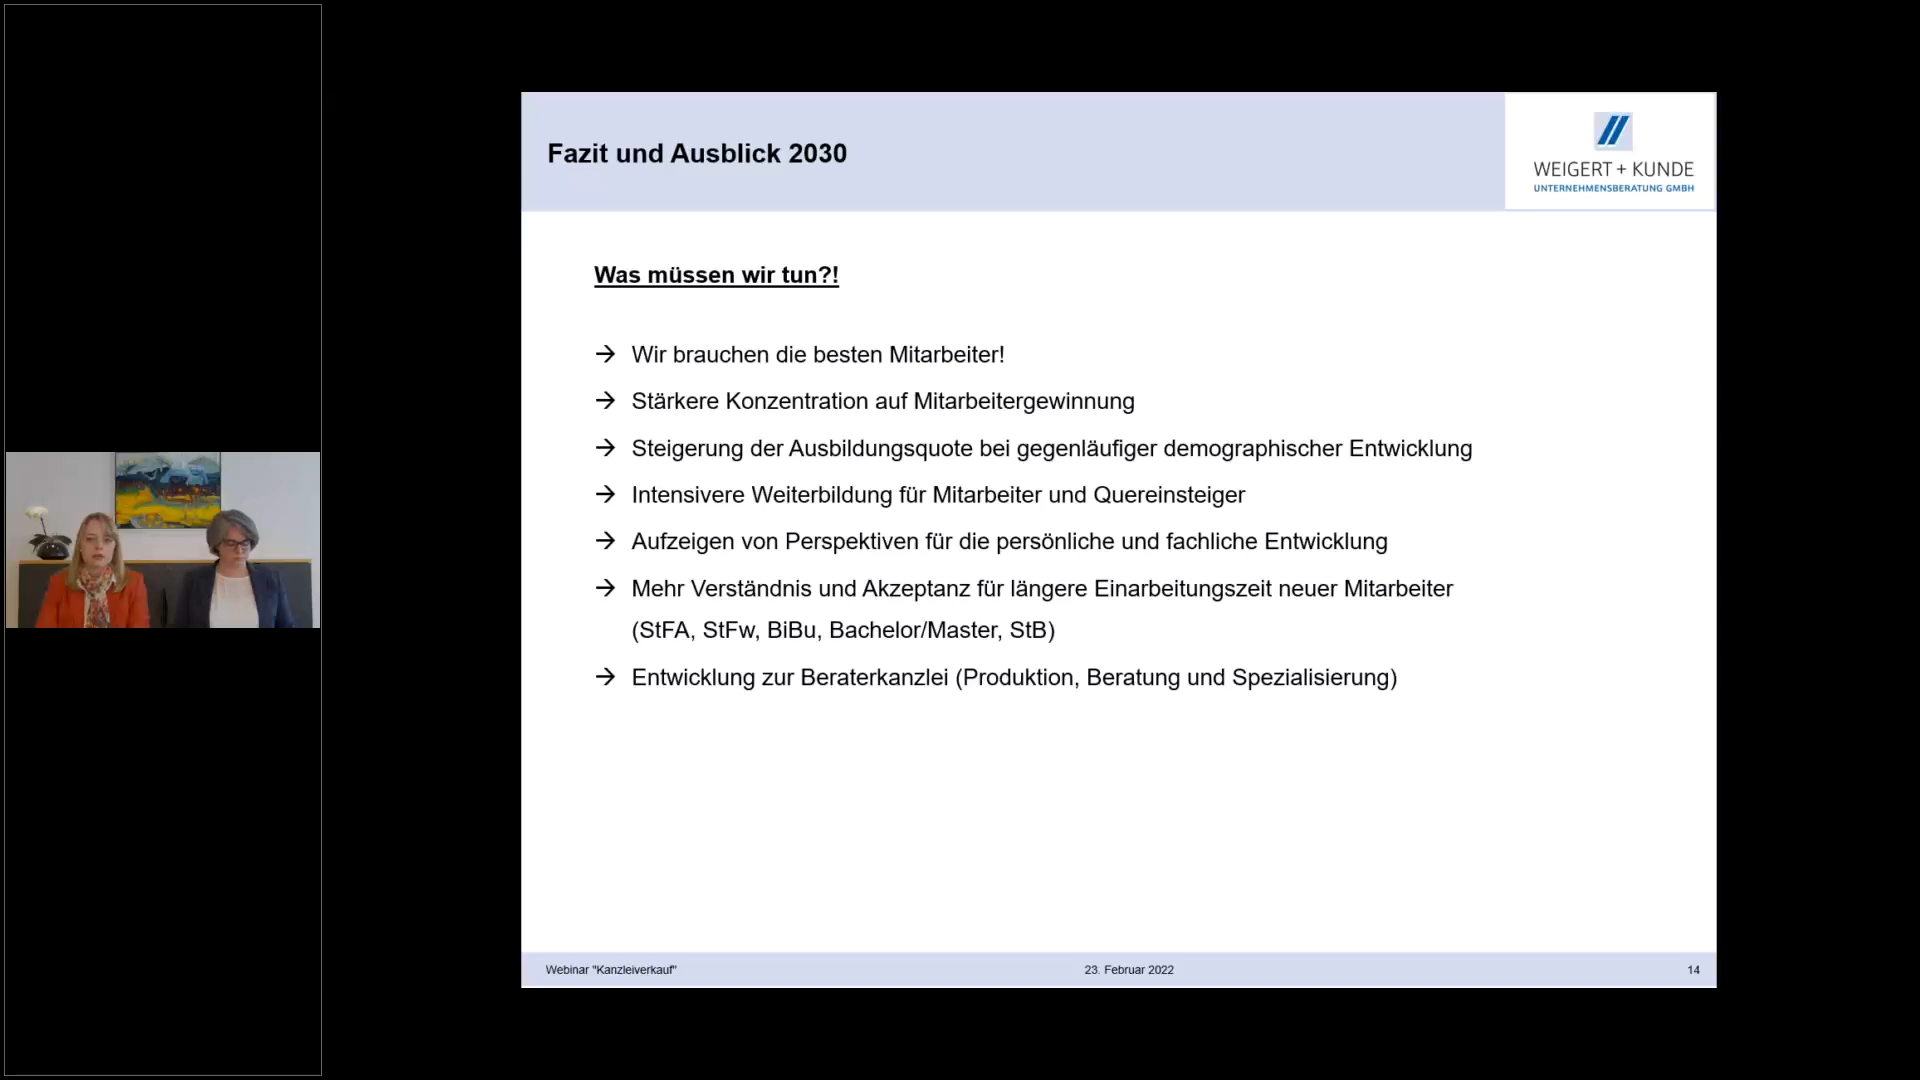 Fazit und Ausblick 2030
WEIGERT + KUNDE
UNTERNEHMENSBERATUNG GMBH
Was müssen wir tun?!
→ Wir brauchen die besten Mitarbeiter!
→ Stärkere Konzentration auf Mitarbeitergewinnung
→ Steigerung der Ausbildungsquote bei gegenläufiger demographischer Entwicklung
→ Intensivere Weiterbildung für Mitarbeiter und Quereinsteiger
→ Aufzeigen von Perspektiven für die persönliche und fachliche Entwicklung
→ Mehr Verständnis und Akzeptanz für längere Einarbeitungszeit neuer Mitarbeiter
(StFA, StFw, BiBu, Bachelor/Master, StB)
→ Entwicklung zur Beraterkanzlei (Produktion, Beratung und Spezialisierung)
Webinar "Kanzleiverkauf" 23. Februar 2022 14